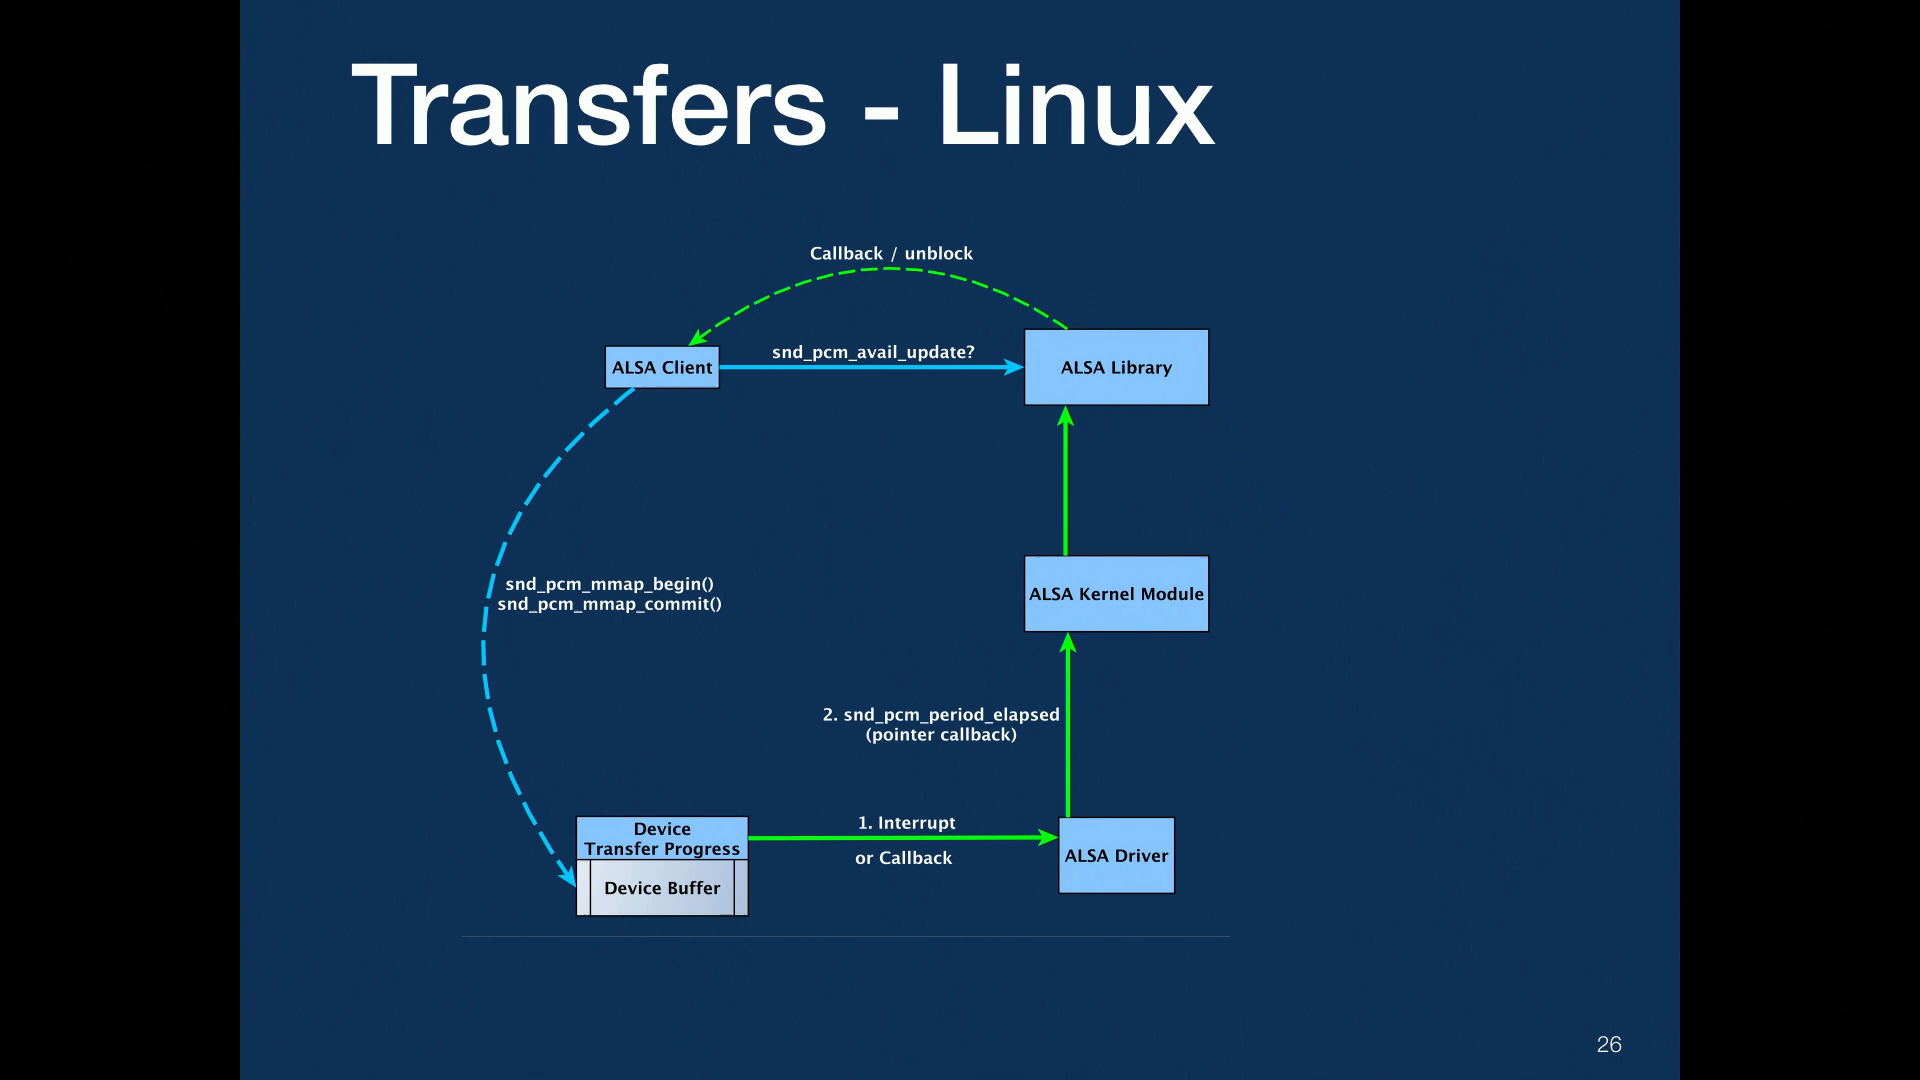 Transfers - Linux
Callback / unblock
snd_pcm_avail_update?
ALSA Client
ALSA Library
snd_pcm_mmap_begin()
snd_pcm_mmap_commit()
ALSA Kernel Module
2. snd_pcm_period_elapsed
(pointer callback)
Device
Transfer Progress
Device Buffer
1. Interrupt
or Callback
ALSA Driver
26